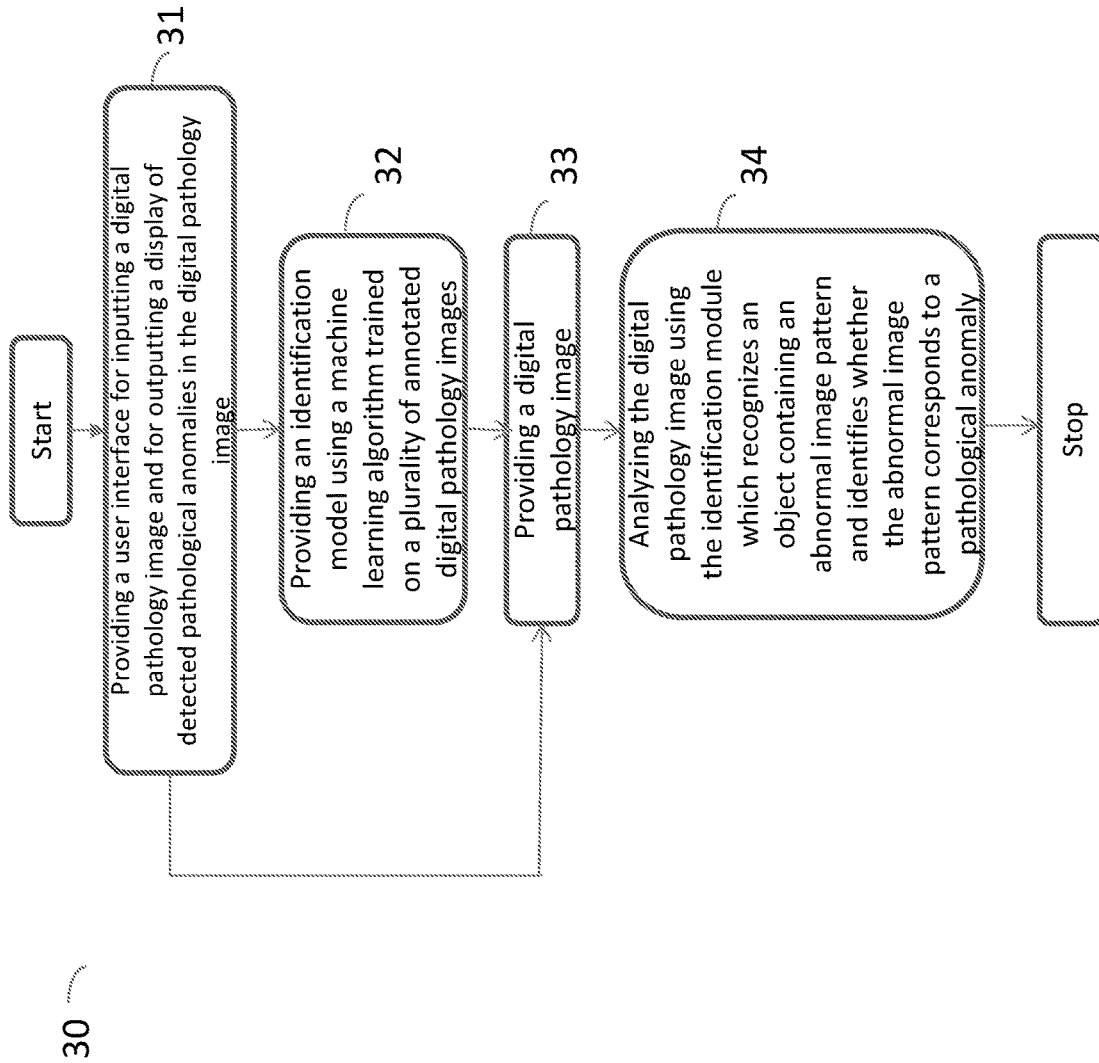 30
Start
31
Providing a user interface for inputting a digital
pathology image and for outputting a display of
detected pathological anomalies in the digital pathology
image
32
Providing an identification
model using a machine
learning algorithm trained
on a plurality of annotated
digital pathology images
33
Providing a digital
pathology image
34
Analyzing the digital
pathology image using
the identification module
which recognizes an
object containing an
abnormal image pattern
and identifies whether
the abnormal image
pattern corresponds to a
pathological anomaly
Stop